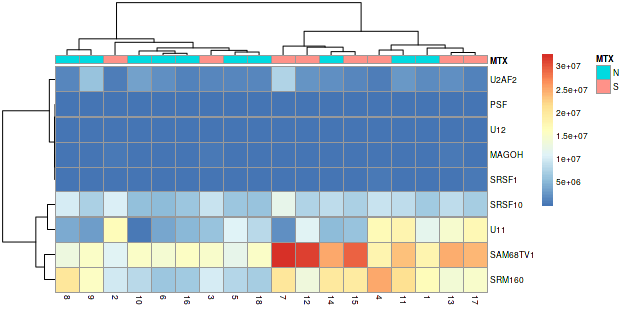 MTX
U2AF2
PSF
U12
MAGOH
SRSF1
SRSF10
U11
SAM68TV1
SRM160
8 9 2 10 6 16 3 5 18 7 12 14 15 4 11 1 13 17
3e+07
2.5e+07
2e+07
1.5e+07
1e+07
5e+06
MTX
N
S